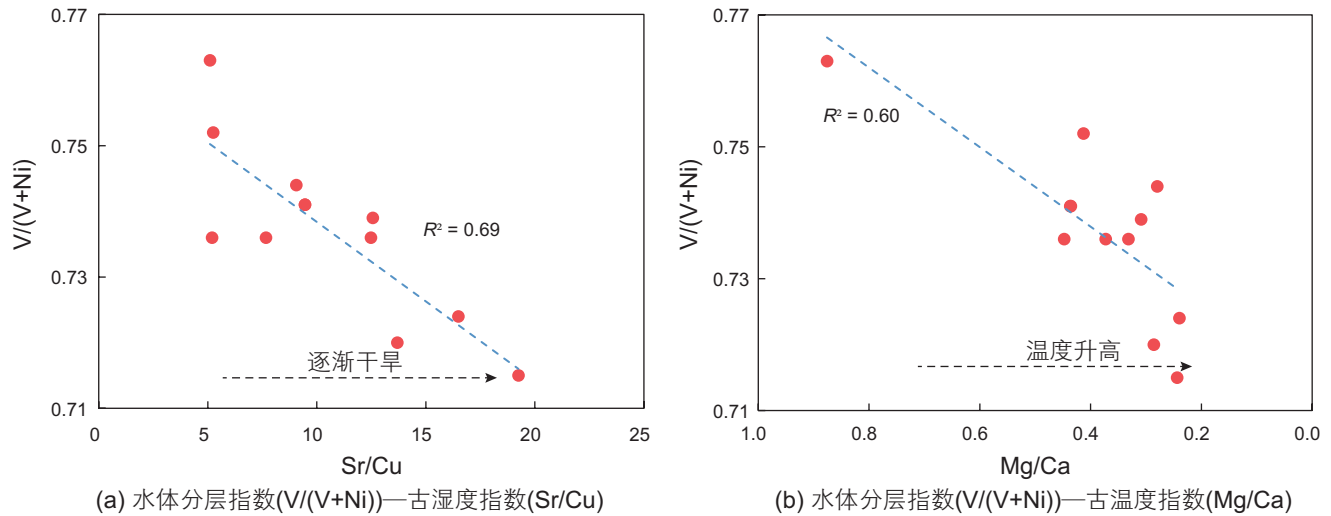 0.77
0.75
0.73
0.71
V/(V+Ni)
R² = 0.69
逐渐干旱
0
5
10
15
20
25
Sr/Cu
(a) 水体分层指数(V/(V+Ni))—古湿度指数(Sr/Cu)
0.77
0.75
0.73
0.71
V/(V+Ni)
R² = 0.60
温度升高
1.0
0.8
0.6
0.4
0.2
0.0
Mg/Ca
(b) 水体分层指数(V/(V+Ni))—古温度指数(Mg/Ca)